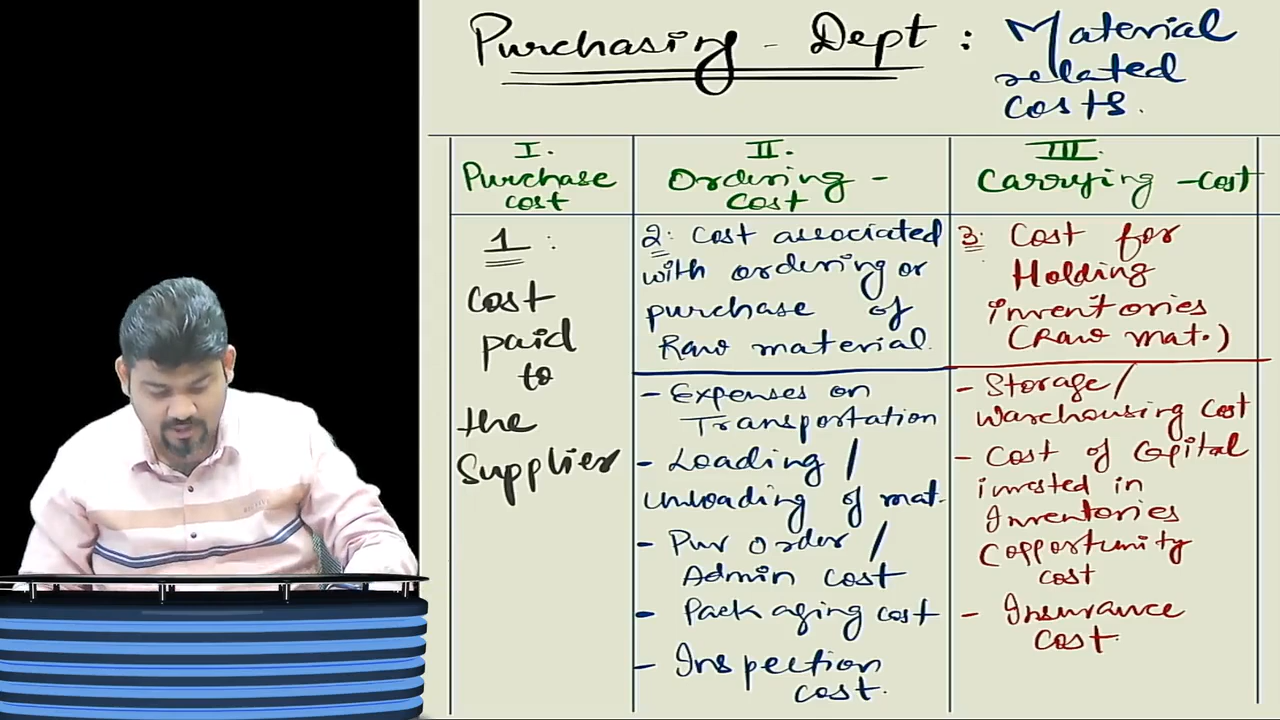 Purchasing - Dept : Material
related
costs.
I.
Purchase
cost
1 :
Cost
paid
to
the
Supplier
II.
Ordering -
Cost
2: Cost associated
with ordering or
purchase of
Raw material.
- Expenses on
Transportation
- Loading /
Unloading of mat.
- Pur order /
Admin cost
- Packaging cost
- Inspection
cost.
III.
Carrying - cost
3: Cost for
Holding
inventories
(Raw mat.)
- Storage /
Warehousing cost
- Cost of Capital
invested in
Inventories
(opportunity
cost
- Insurance
cost.